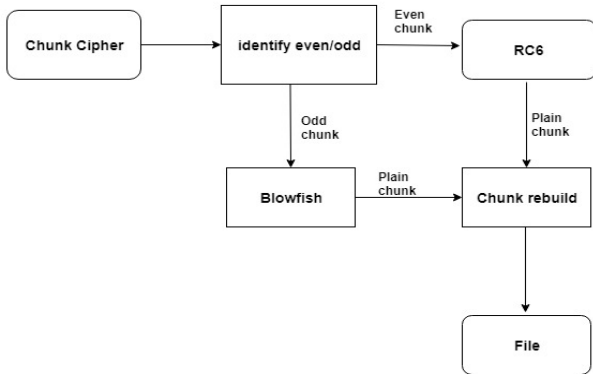 Even
chunk
Chunk Cipher
identify even/odd
RC6
Odd
chunk
Plain
chunk
Blowfish
Plain
chunk
Chunk rebuild
File